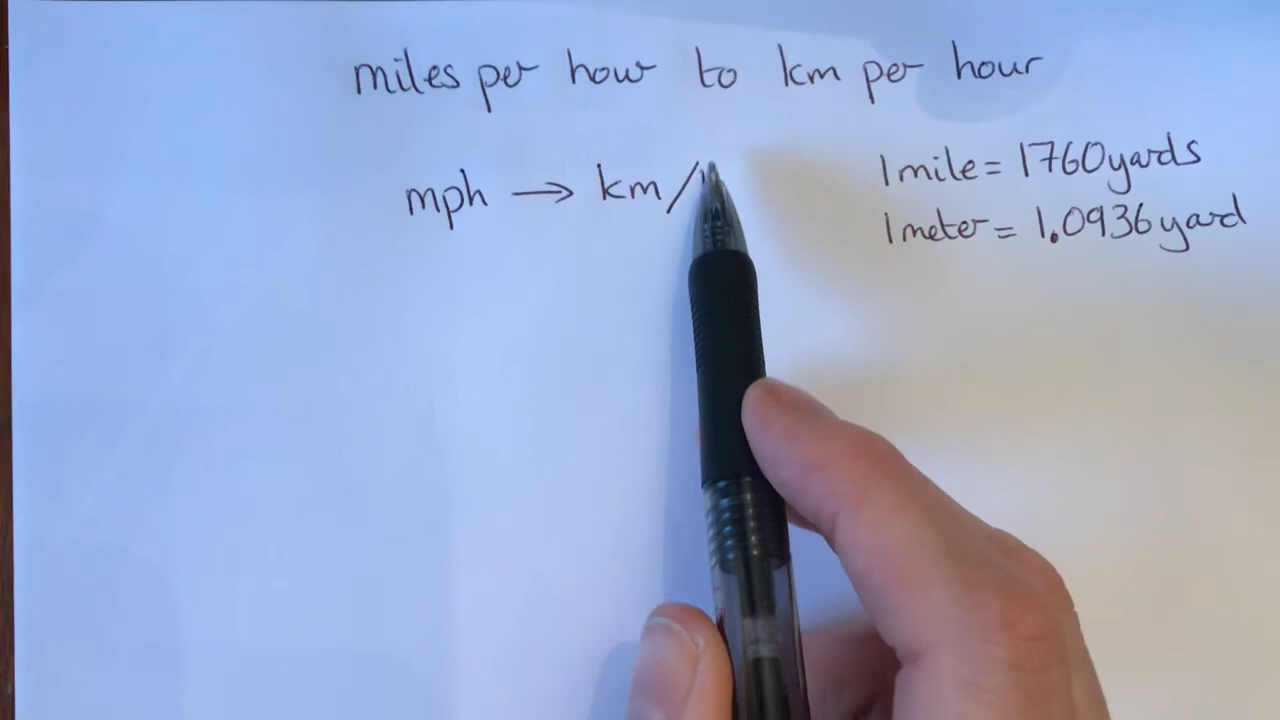 miles per hour to km per hour
mph → km/
1 mile = 1760 yards
1 meter = 1.0936 yard